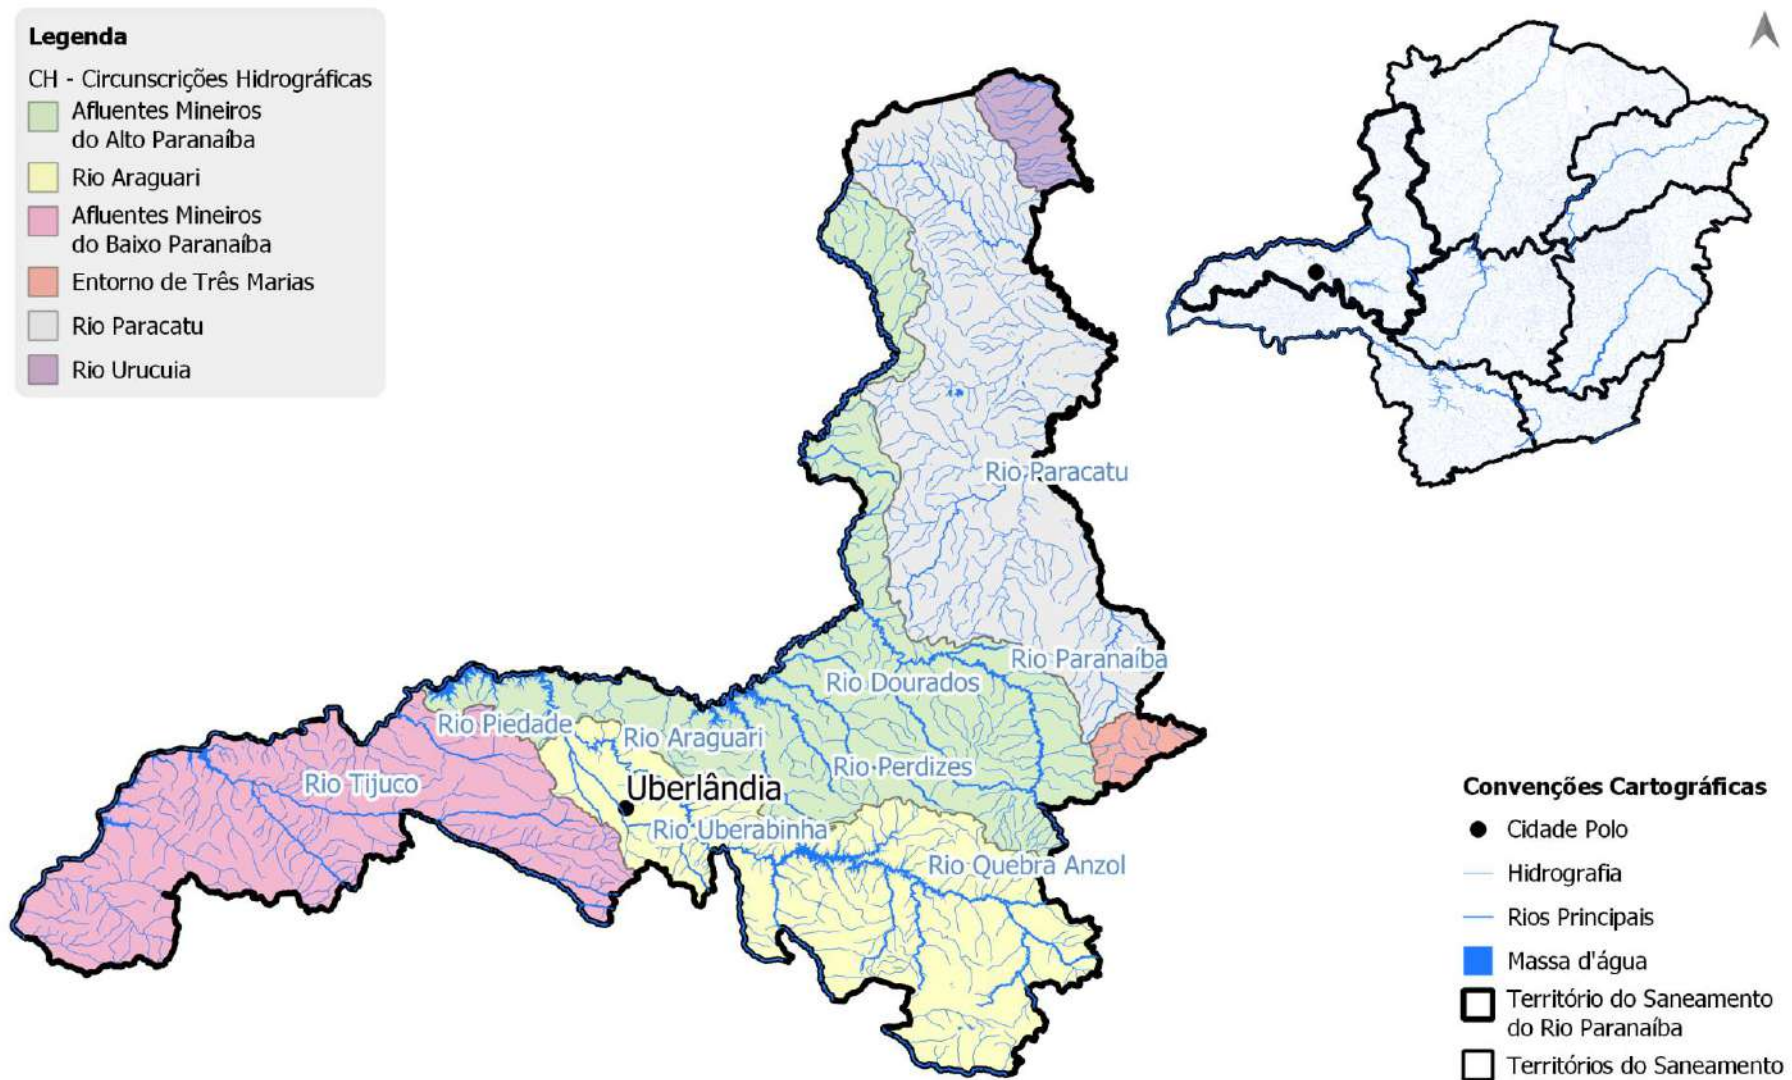 Legenda
CH - Circunscrições Hidrográficas
Afluentes Mineiros
do Alto Paranaíba
Rio Araguari
Afluentes Mineiros
do Baixo Paranaíba
Entorno de Três Marias
Rio Paracatu
Rio Urucuia
Rio Paracatu
Rio Paranaíba
Rio Dourados
Rio Piedade
Rio Araguari
Rio Perdizes
Rio Tijuco
Uberlândia
Rio Uberabinha
Rio Quebra Anzol
Convenções Cartográficas
Cidade Polo
Hidrografia
Rios Principais
Massa d'água
Território do Saneamento
do Rio Paranaíba
Territórios do Saneamento